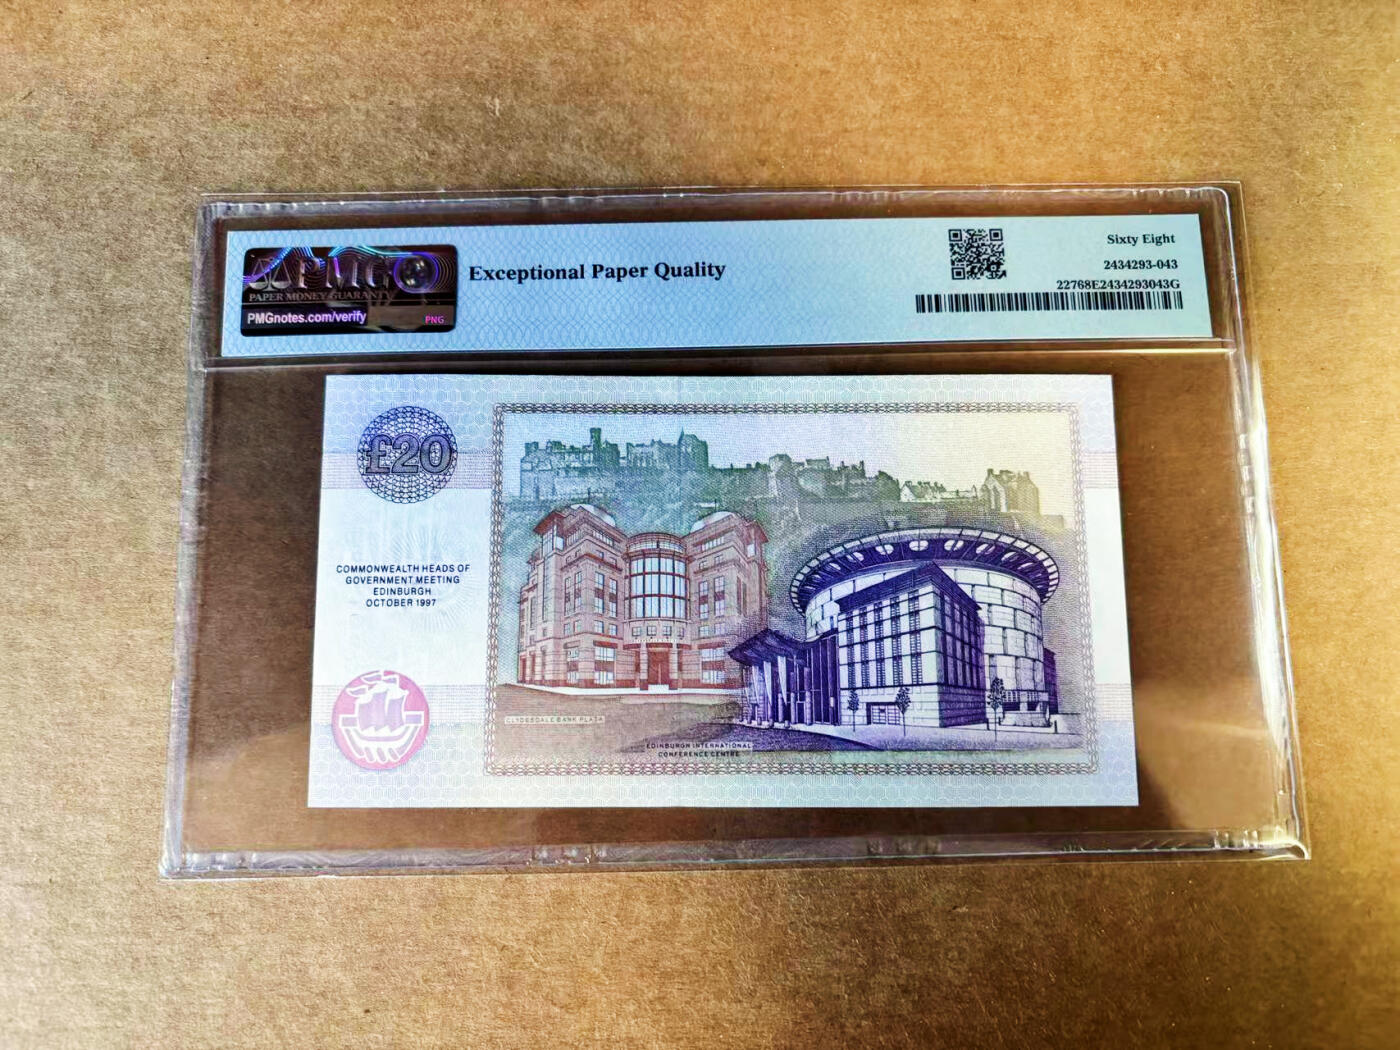 PMG
PAPER MONEY GUARANTY
PMGnotes.com/verify
PNG
Exceptional Paper Quality
Sixty Eight
2434293-043
22768E2434293043G
£20
COMMONWEALTH HEADS OF
GOVERNMENT MEETING
EDINBURGH
OCTOBER 1997
CLYDESDALE BANK PLAZA
EDINBURGH INTERNATIONAL
CONFERENCE CENTRE